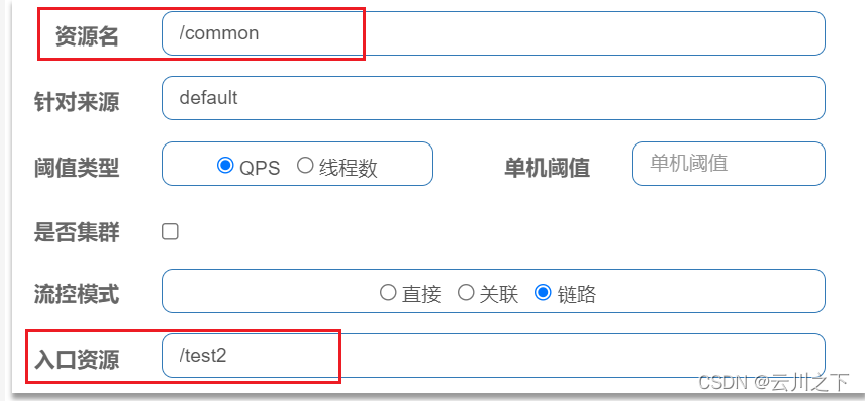 资源名 /common
针对来源 default
阈值类型 QPS 线程数 单机阈值 单机阈值
是否集群
流控模式 直接 关联 链路
入口资源 /test2
CSDN @云川之下